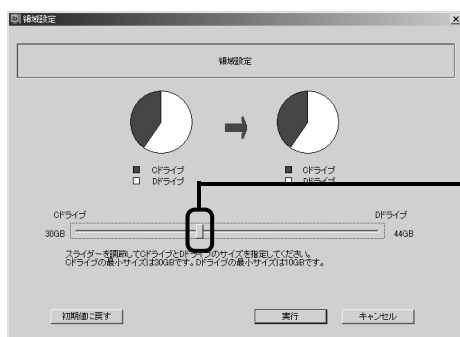 領域設定
領域設定
Cドライブ
Dドライブ
Cドライブ
Dドライブ
Cドライブ
Dドライブ
30GB
44GB
スライダーを調節してCドライブとDドライブのサイズを指定してください。
Cドライブの最小サイズは30GBです。Dドライブの最小サイズは10GBです。
初期値に戻す
実行
キャンセル